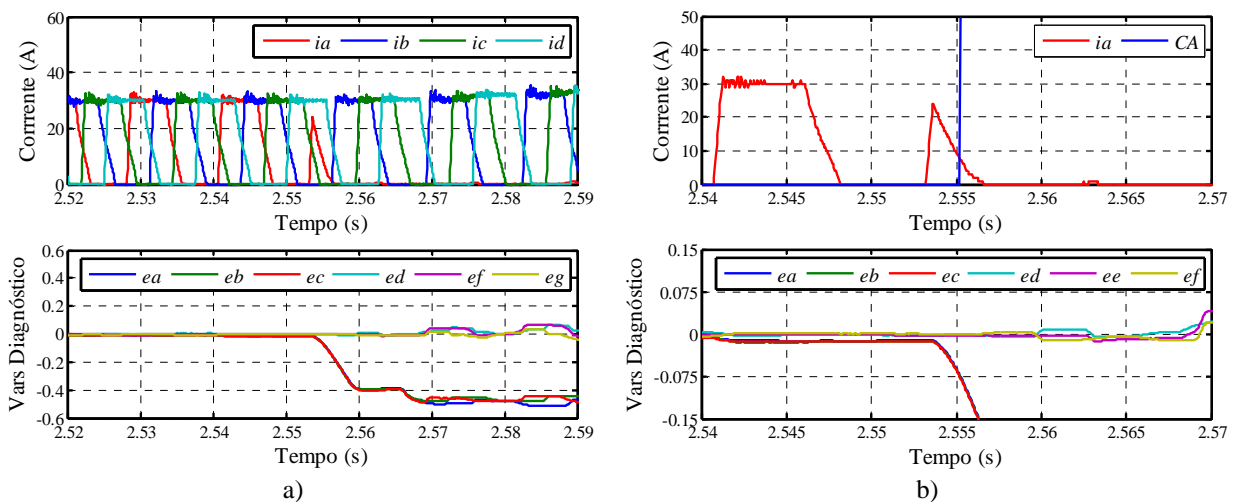 60
40
20
0
Corrente (A)
ia ib ic id
2.52 2.53 2.54 2.55 2.56 2.57 2.58 2.59
Tempo (s)
50
40
30
20
10
0
Corrente (A)
ia CA
2.54 2.545 2.55 2.555 2.56 2.565 2.57
Tempo (s)
0.6
0.4
0.2
0
-0.2
-0.4
-0.6
Vars Diagnóstico
ea eb ec ed ef eg
2.52 2.53 2.54 2.55 2.56 2.57 2.58 2.59
Tempo (s)
a)
0.15
0.075
0
-0.075
-0.15
Vars Diagnóstico
ea eb ec ed ee ef
2.54 2.545 2.55 2.555 2.56 2.565 2.57
Tempo (s)
b)